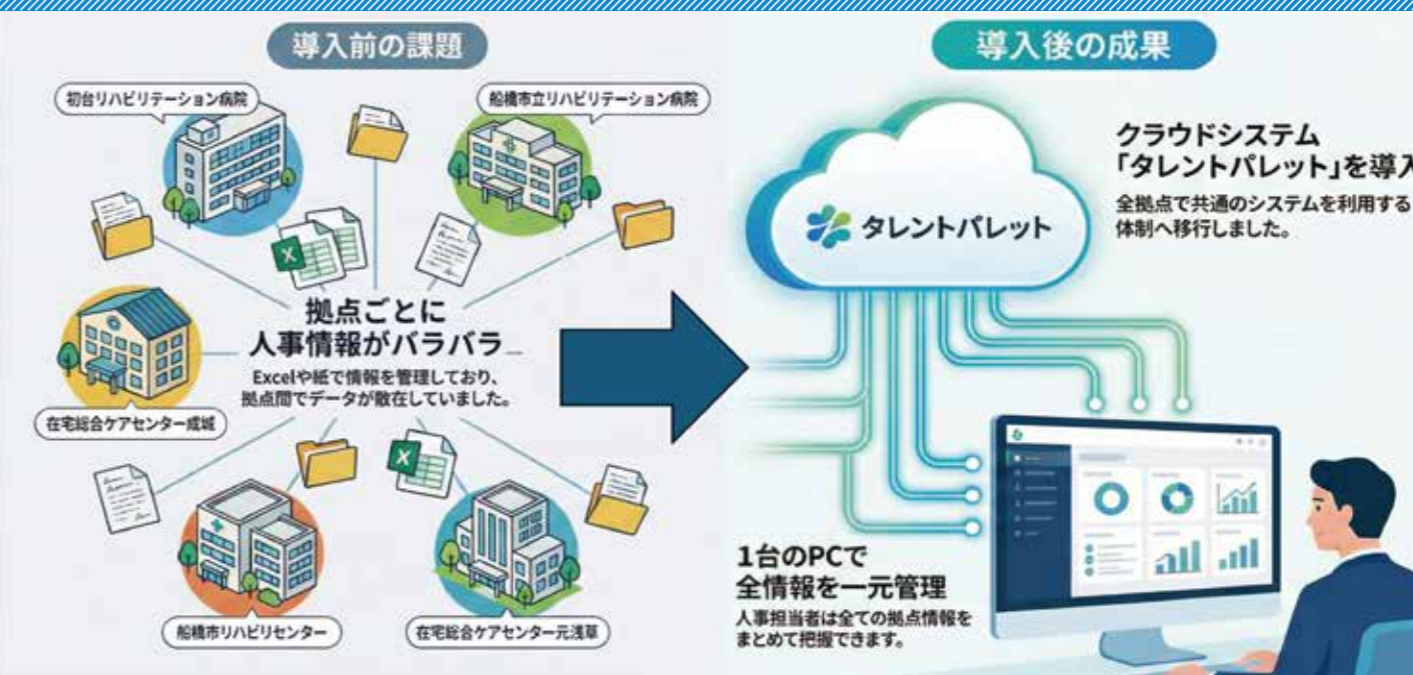 導入前の課題
初台リハビリテーション病院
船橋市立リハビリテーション病院
拠点ごとに
人事情報がバラバラ
Excelや紙で情報を管理しており、
拠点間でデータが散在していました。
在宅総合ケアセンター成城
船橋市リハビリセンター
在宅総合ケアセンター元浅草
導入後の成果
タレントパレット
クラウドシステム
「タレントパレット」を導入
全拠点で共通のシステムを利用する
体制へ移行しました。
1台のPCで
全情報を一元管理
人事担当者は全ての拠点情報を
まとめて把握できます。